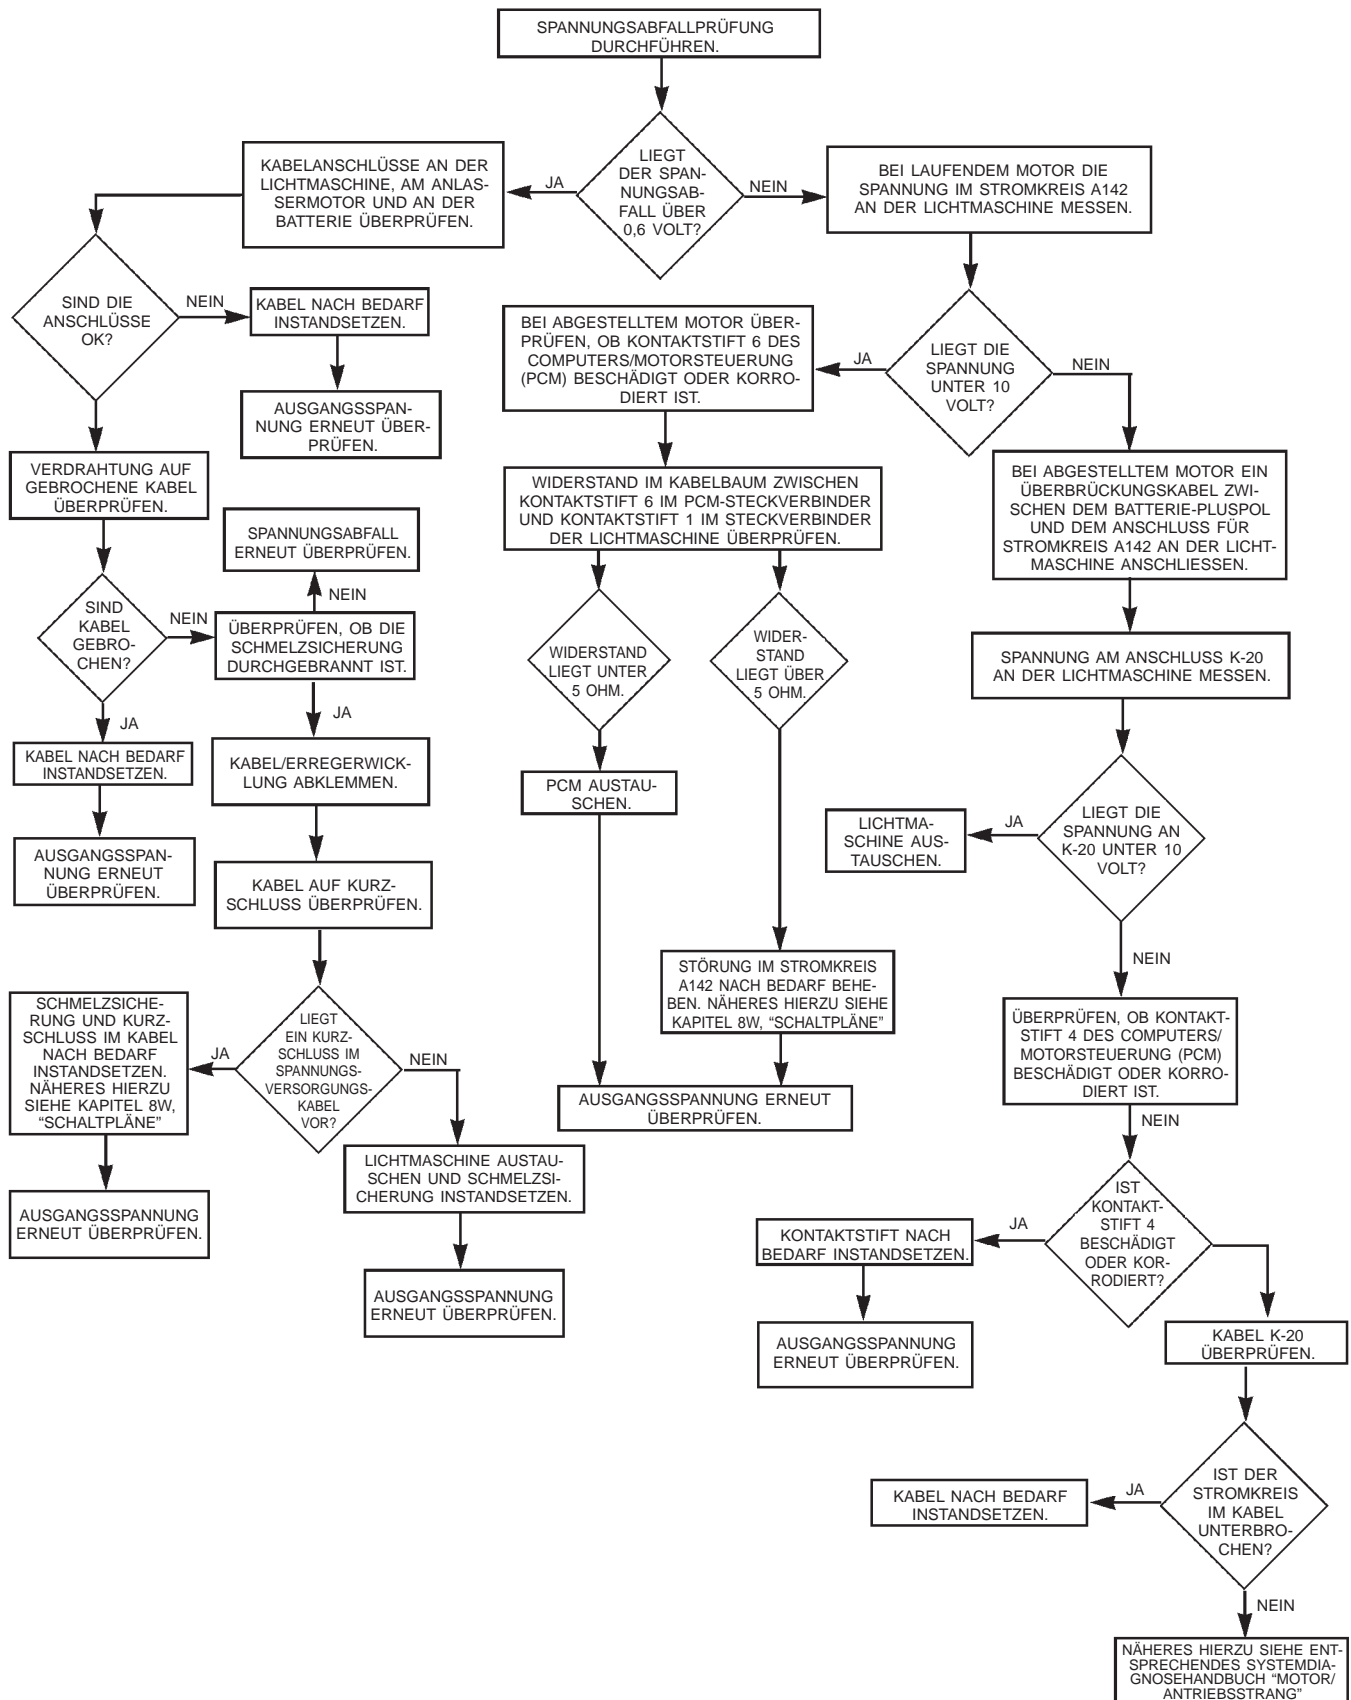 SPANNUNGSABFALLPRÜFUNG
DURCHFÜHREN.
LIEGT
DER SPAN-
NUNGSAB-
FALL ÜBER
0,6 VOLT?
JA
NEIN
KABELANSCHLÜSSE AN DER
LICHTMASCHINE, AM ANLAS-
SERMOTOR UND AN DER
BATTERIE ÜBERPRÜFEN.
BEI LAUFENDEM MOTOR DIE
SPANNUNG IM STROMKREIS A142
AN DER LICHTMASCHINE MESSEN.
SIND DIE
ANSCHLÜSSE
OK?
NEIN
KABEL NACH BEDARF
INSTANDSETZEN.
AUSGANGSSPAN-
NUNG ERNEUT ÜBER-
PRÜFEN.
BEI ABGESTELLTEM MOTOR ÜBER-
PRÜFEN, OB KONTAKTSTIFT 6 DES
COMPUTERS/MOTORSTEUERUNG
(PCM) BESCHÄDIGT ODER KORRO-
DIERT IST.
JA
LIEGT DIE
SPANNUNG
UNTER 10
VOLT?
NEIN
VERDRAHTUNG AUF
GEBROCHENE KABEL
ÜBERPRÜFEN.
SPANNUNGSABFALL
ERNEUT ÜBERPRÜFEN.
NEIN
WIDERSTAND IM KABELBAUM ZWISCHEN
KONTAKTSTIFT 6 IM PCM-STECKVERBINDER
UND KONTAKTSTIFT 1 IM STECKVERBINDER
DER LICHTMASCHINE ÜBERPRÜFEN.
BEI ABGESTELLTEM MOTOR EIN
ÜBERBRÜCKUNGSKABEL ZWI-
SCHEN DEM BATTERIE-PLUSPOL
UND DEM ANSCHLUSS FÜR
STROMKREIS A142 AN DER LICHT-
MASCHINE ANSCHLIESSEN.
SIND
KABEL
GEBRO-
CHEN?
NEIN
ÜBERPRÜFEN, OB DIE
SCHMELZSICHERUNG
DURCHGEBRANNT IST.
WIDERSTAND
LIEGT UNTER
5 OHM.
WIDER-
STAND
LIEGT ÜBER
5 OHM.
SPANNUNG AM ANSCHLUSS K-20
AN DER LICHTMASCHINE MESSEN.
JA
JA
KABEL NACH BEDARF
INSTANDSETZEN.
KABEL/ERREGERWICK-
LUNG ABKLEMMEN.
PCM AUSTAU-
SCHEN.
LICHTMA-
SCHINE AUS-
TAUSCHEN.
JA
LIEGT DIE
SPANNUNG AN
K-20 UNTER 10
VOLT?
AUSGANGSSPAN-
NUNG ERNEUT
ÜBERPRÜFEN.
KABEL AUF KURZ-
SCHLUSS ÜBERPRÜFEN.
NEIN
STÖRUNG IM STROMKREIS
A142 NACH BEDARF BEHE-
BEN. NÄHERES HIERZU SIEHE
KAPITEL 8W, “SCHALTPLÄNE”
SCHMELZSICHE-
RUNG UND KURZ-
SCHLUSS IM KABEL
NACH BEDARF
INSTANDSETZEN.
NÄHERES HIERZU
SIEHE KAPITEL 8W,
“SCHALTPLÄNE”
JA
LIEGT
EIN KURZ-
SCHLUSS IM
SPANNUNGS-
VERSORGUNGS-
KABEL
VOR?
NEIN
ÜBERPRÜFEN, OB KONTAKT-
STIFT 4 DES COMPUTERS/
MOTORSTEUERUNG (PCM)
BESCHÄDIGT ODER KORRO-
DIERT IST.
AUSGANGSSPANNUNG ERNEUT
ÜBERPRÜFEN.
NEIN
LICHTMASCHINE AUSTAU-
SCHEN UND SCHMELZSI-
CHERUNG INSTANDSETZEN.
AUSGANGSSPANNUNG
ERNEUT ÜBERPRÜFEN.
KONTAKTSTIFT NACH
BEDARF INSTANDSETZEN.
JA
IST
KONTAKT-
STIFT 4
BESCHÄDIGT
ODER KOR-
RODIERT?
AUSGANGSSPANNUNG
ERNEUT ÜBERPRÜFEN.
AUSGANGSSPANNUNG
ERNEUT ÜBERPRÜFEN.
KABEL K-20
ÜBERPRÜFEN.
KABEL NACH BEDARF
INSTANDSETZEN.
JA
IST DER
STROMKREIS
IM KABEL
UNTERBRO-
CHEN?
NEIN
NÄHERES HIERZU SIEHE ENT-
SPRECHENDES SYSTEMDIA-
GNOSEHANDBUCH “MOTOR/
ANTRIEBSSTRANG”